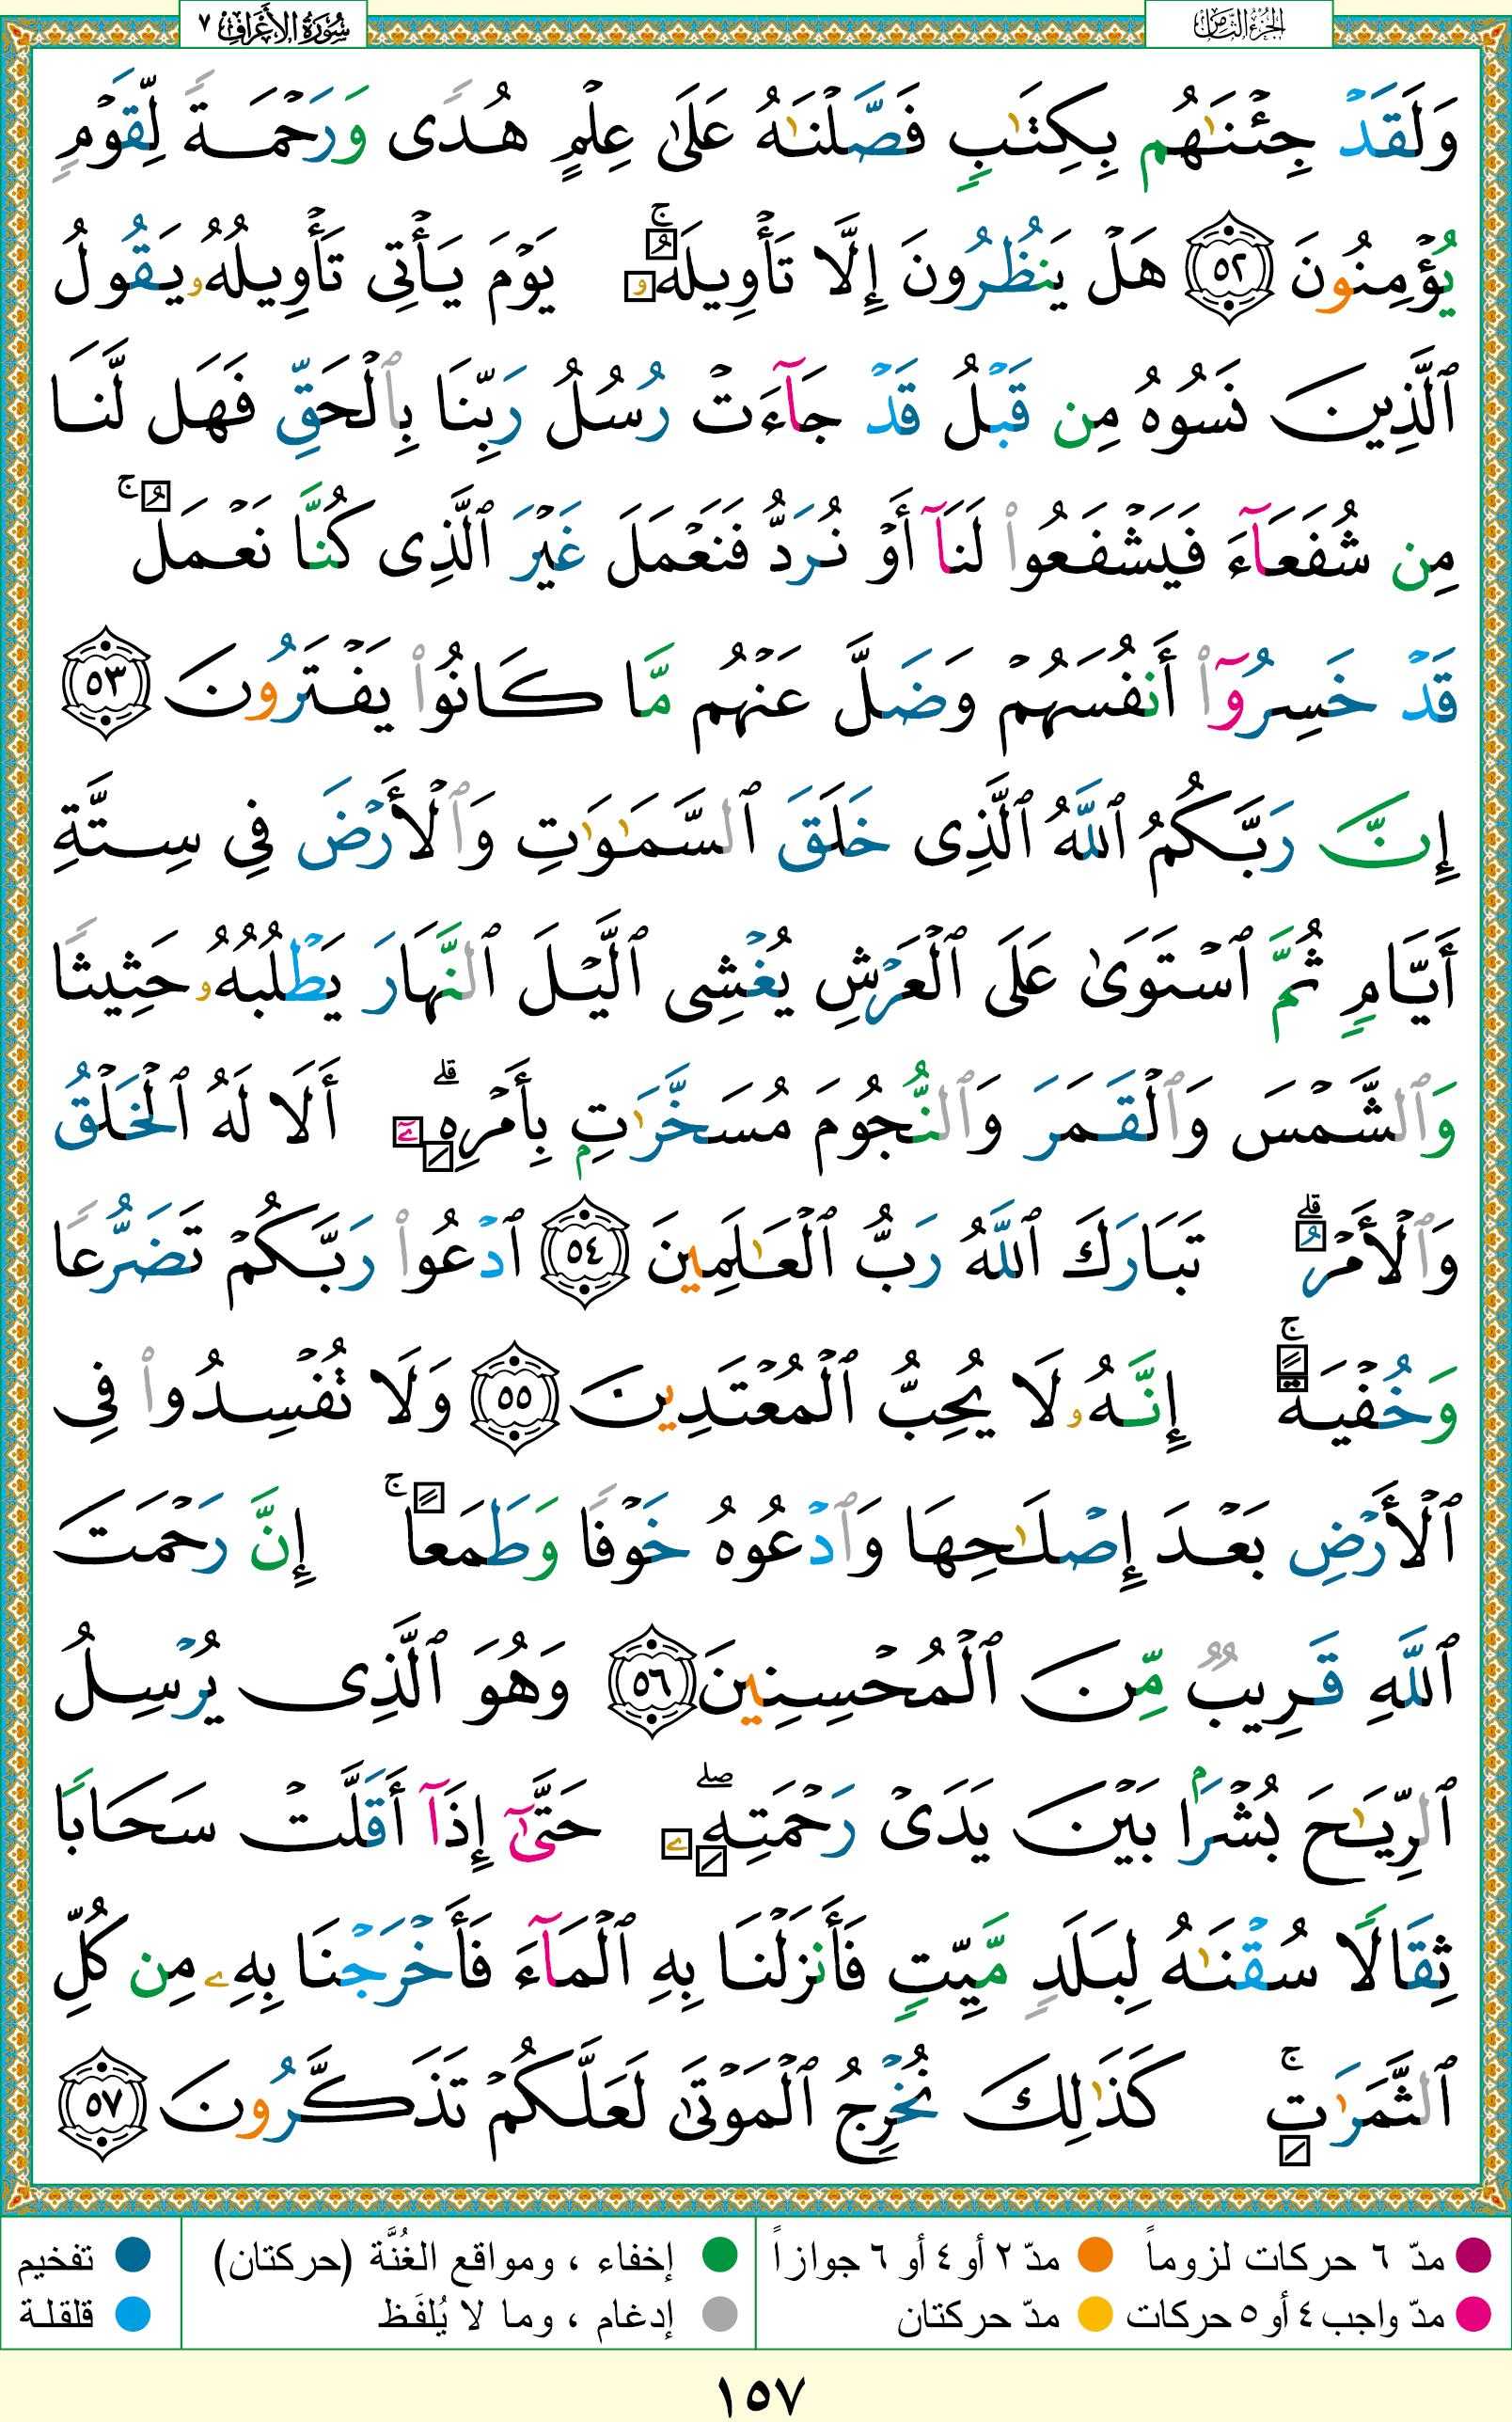 الجزء الثامن
سورة الأعراف ٧
وَلَقَدۡ جِئۡنَٰهُم بِكِتَٰبٖ فَصَّلۡنَٰهُ عَلَىٰ عِلۡمٍ هُدٗى وَرَحۡمَةٗ لِّقَوۡمٖ
يُؤۡمِنُونَ ٥٢ هَلۡ يَنظُرُونَ إِلَّا تَأۡوِيلَهُۥۚ يَوۡمَ يَأۡتِي تَأۡوِيلُهُۥ يَقُولُ
ٱلَّذِينَ نَسُوهُ مِن قَبۡلُ قَدۡ جَآءَتۡ رُسُلُ رَبِّنَا بِٱلۡحَقِّ فَهَل لَّنَا
مِن شُفَعَآءَ فَيَشۡفَعُواْ لَنَآ أَوۡ نُرَدُّ فَنَعۡمَلَ غَيۡرَ ٱلَّذِي كُنَّا نَعۡمَلُۚ
قَدۡ خَسِرُوٓاْ أَنفُسَهُمۡ وَضَلَّ عَنۡهُم مَّا كَانُواْ يَفۡتَرُونَ ٥٣
إِنَّ رَبَّكُمُ ٱللَّهُ ٱلَّذِي خَلَقَ ٱلسَّمَٰوَٰتِ وَٱلۡأَرۡضَ فِي سِتَّةِ
أَيَّامٖ ثُمَّ ٱسۡتَوَىٰ عَلَى ٱلۡعَرۡشِ يُغۡشِي ٱلَّيۡلَ ٱلنَّهَارَ يَطۡلُبُهُۥ حَثِيثٗا
وَٱلشَّمۡسَ وَٱلۡقَمَرَ وَٱلنُّجُومَ مُسَخَّرَٰتِۭ بِأَمۡرِهِۦٓۗ أَلَا لَهُ ٱلۡخَلۡقُ
وَٱلۡأَمۡرُۗ تَبَارَكَ ٱللَّهُ رَبُّ ٱلۡعَٰلَمِينَ ٥٤ ٱدۡعُواْ رَبَّكُمۡ تَضَرُّعٗا
وَخُفۡيَةًۚ إِنَّهُۥ لَا يُحِبُّ ٱلۡمُعۡتَدِينَ ٥٥ وَلَا تُفۡسِدُواْ فِي
ٱلۡأَرۡضِ بَعۡدَ إِصۡلَٰحِهَا وَٱدۡعُوهُ خَوۡفٗا وَطَمَعًاۚ إِنَّ رَحۡمَتَ
ٱللَّهِ قَرِيبٞ مِّنَ ٱلۡمُحۡسِنِينَ ٥٦ وَهُوَ ٱلَّذِي يُرۡسِلُ
ٱلرِّيَٰحَ بُشۡرَۢا بَيۡنَ يَدَيۡ رَحۡمَتِهِۦۖ حَتَّىٰٓ إِذَآ أَقَلَّتۡ سَحَابٗا
ثِقَالٗا سُقۡنَٰهُ لِبَلَدٖ مَّيِّتٖ فَأَنزَلۡنَا بِهِ ٱلۡمَآءَ فَأَخۡرَجۡنَا بِهِۦ مِن كُلِّ
ٱلثَّمَرَٰتِۚ كَذَٰلِكَ نُخۡرِجُ ٱلۡمَوۡتَىٰ لَعَلَّكُمۡ تَذَكَّرُونَ ٥٧
مدّ ٦ حركات لزوماً مدّ ٢ أو ٤ أو ٦ جوازاً إخفاء ، ومواقع الغُنَّة (حركتان) تفخيم
مدّ واجب ٤ أو ٥ حركات مدّ حركتان إدغام ، وما لا يُلفَظ قلقلة
١٥٧